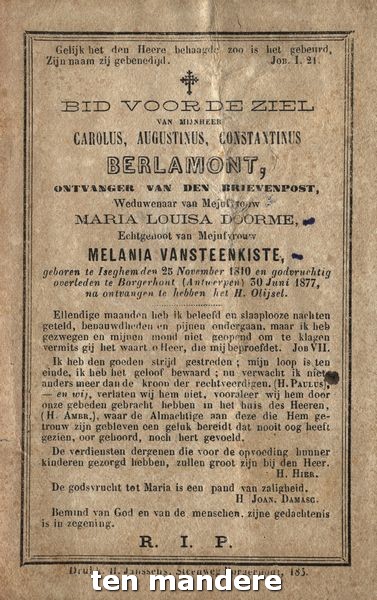 Gelijk het den Heere behaagde zoo is het gebeurd.
Zijn naam zij gebenedijd. Job. I. 21.
BID VOOR DE ZIEL
VAN MIJNHEER
CAROLUS, AUGUSTINUS, CONSTANTINUS
BERLAMONT,
ONTVANGER VAN DEN BRIEVENPOST,
Weduwenaar van Mejufvrouw
MARIA LOUISA DOORME,
Echtgenoot van Mejufvrouw
MELANIA VANSTEENKISTE,
geboren te Iseghem den 25 November 1810 en godvruchtig
overleden te Borgerhout (Antwerpen) 30 Juni 1877,
na ontvangen te hebben het H. Olijsel.
Ellendige maanden heb ik beleefd en slaaplooze nachten
geteld, benauwdheden en pijnen ondergaan, maar ik heb
gezwegen en mijnen mond niet geopend om te klagen
vermits gij het waart o Heer, die mij beproefdet. Job VII.
Ik heb den goeden strijd gestreden; mijn loop is ten
einde, ik heb het geloof bewaard; nu verwacht ik niet
anders meer dan de kroon der rechtveerdigen. (H. Paulus)
— en wij, verlaten wij hem niet, vooraleer wij hem door
onze gebeden gebracht hebben in het huis des Heeren,
(H. Ambr.), waar de Almachtige aan deze die Hem ge-
trouw zijn gebleven een geluk bereidt dat nooit oog heeft
gezien, oor gehoord, noch hert gevoeld.
De verdiensten dergenen die voor de opvoeding hunner
kinderen gezorgd hebben, zullen groot zijn bij den Heer.
H. Hier.
De godsvrucht tot Maria is een pand van zaligheid.
H Joan. Damasc.
Bemind van God en van de menschen, zijne gedachtenis
is in zegening.
R. I. P.
Drukk. H. Janssens, Steenweg Borgerhout, 185.
ten mandere